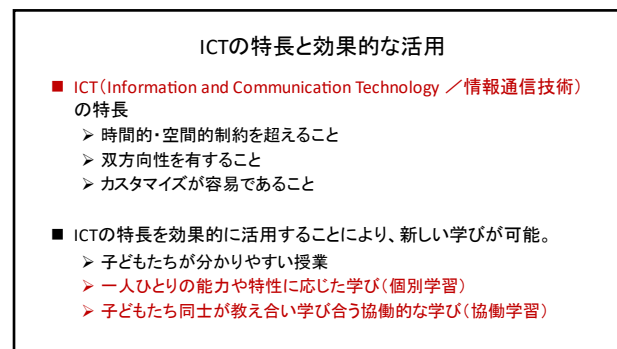 ICTの特長と効果的な活用
■ ICT(Information and Communication Technology ／情報通信技術)
の特長
➢ 時間的・空間的制約を超えること
➢ 双方向性を有すること
➢ カスタマイズが容易であること
■ ICTの特長を効果的に活用することにより、新しい学びが可能。
➢ 子どもたちが分かりやすい授業
➢ 一人ひとりの能力や特性に応じた学び(個別学習)
➢ 子どもたち同士が教え合い学び合う協働的な学び(協働学習)